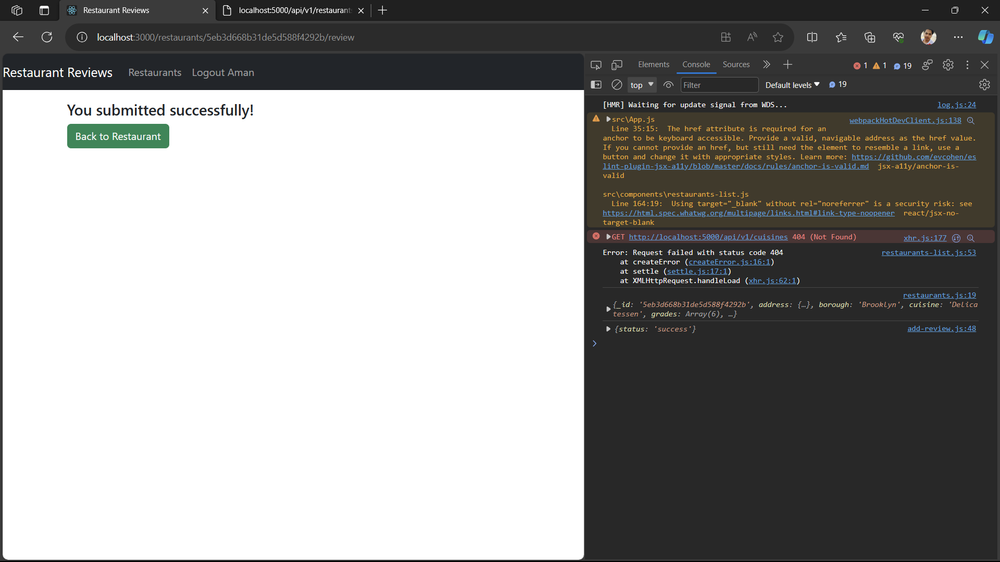 Restaurant Reviews
localhost:5000/api/v1/restaurant
localhost:3000/restaurants/5eb3d668b31de5d588f4292b/review
Restaurant Reviews Restaurants Logout Aman
You submitted successfully!
Back to Restaurant
Elements Console Sources 1 1 19
top Filter Default levels 19
[HMR] Waiting for update signal from WDS... log.js:24
src\App.js webpackHotDevClient.js:138
Line 35:15: The href attribute is required for an
anchor to be keyboard accessible. Provide a valid, navigable address as the href value.
If you cannot provide an href, but still need the element to resemble a link, use a
button and change it with appropriate styles. Learn more: https://github.com/evcohen/es
lint-plugin-jsx-a11y/blob/master/docs/rules/anchor-is-valid.md jsx-a11y/anchor-is-
valid
src\components\restaurants-list.js
Line 164:19: Using target="_blank" without rel="noreferrer" is a security risk: see
https://html.spec.whatwg.org/multipage/links.html#link-type-noopener react/jsx-no-
target-blank
GET http://localhost:5000/api/v1/cuisines 404 (Not Found) xhr.js:177
Error: Request failed with status code 404 restaurants-list.js:53
at createError (createError.js:16:1)
at settle (settle.js:17:1)
at XMLHttpRequest.handleLoad (xhr.js:62:1)
restaurants.js:19
{_id: '5eb3d668b31de5d588f4292b', address: {…}, borough: 'Brooklyn', cuisine: 'Delica
tessen', grades: Array(6), …}
{status: 'success'} add-review.js:48